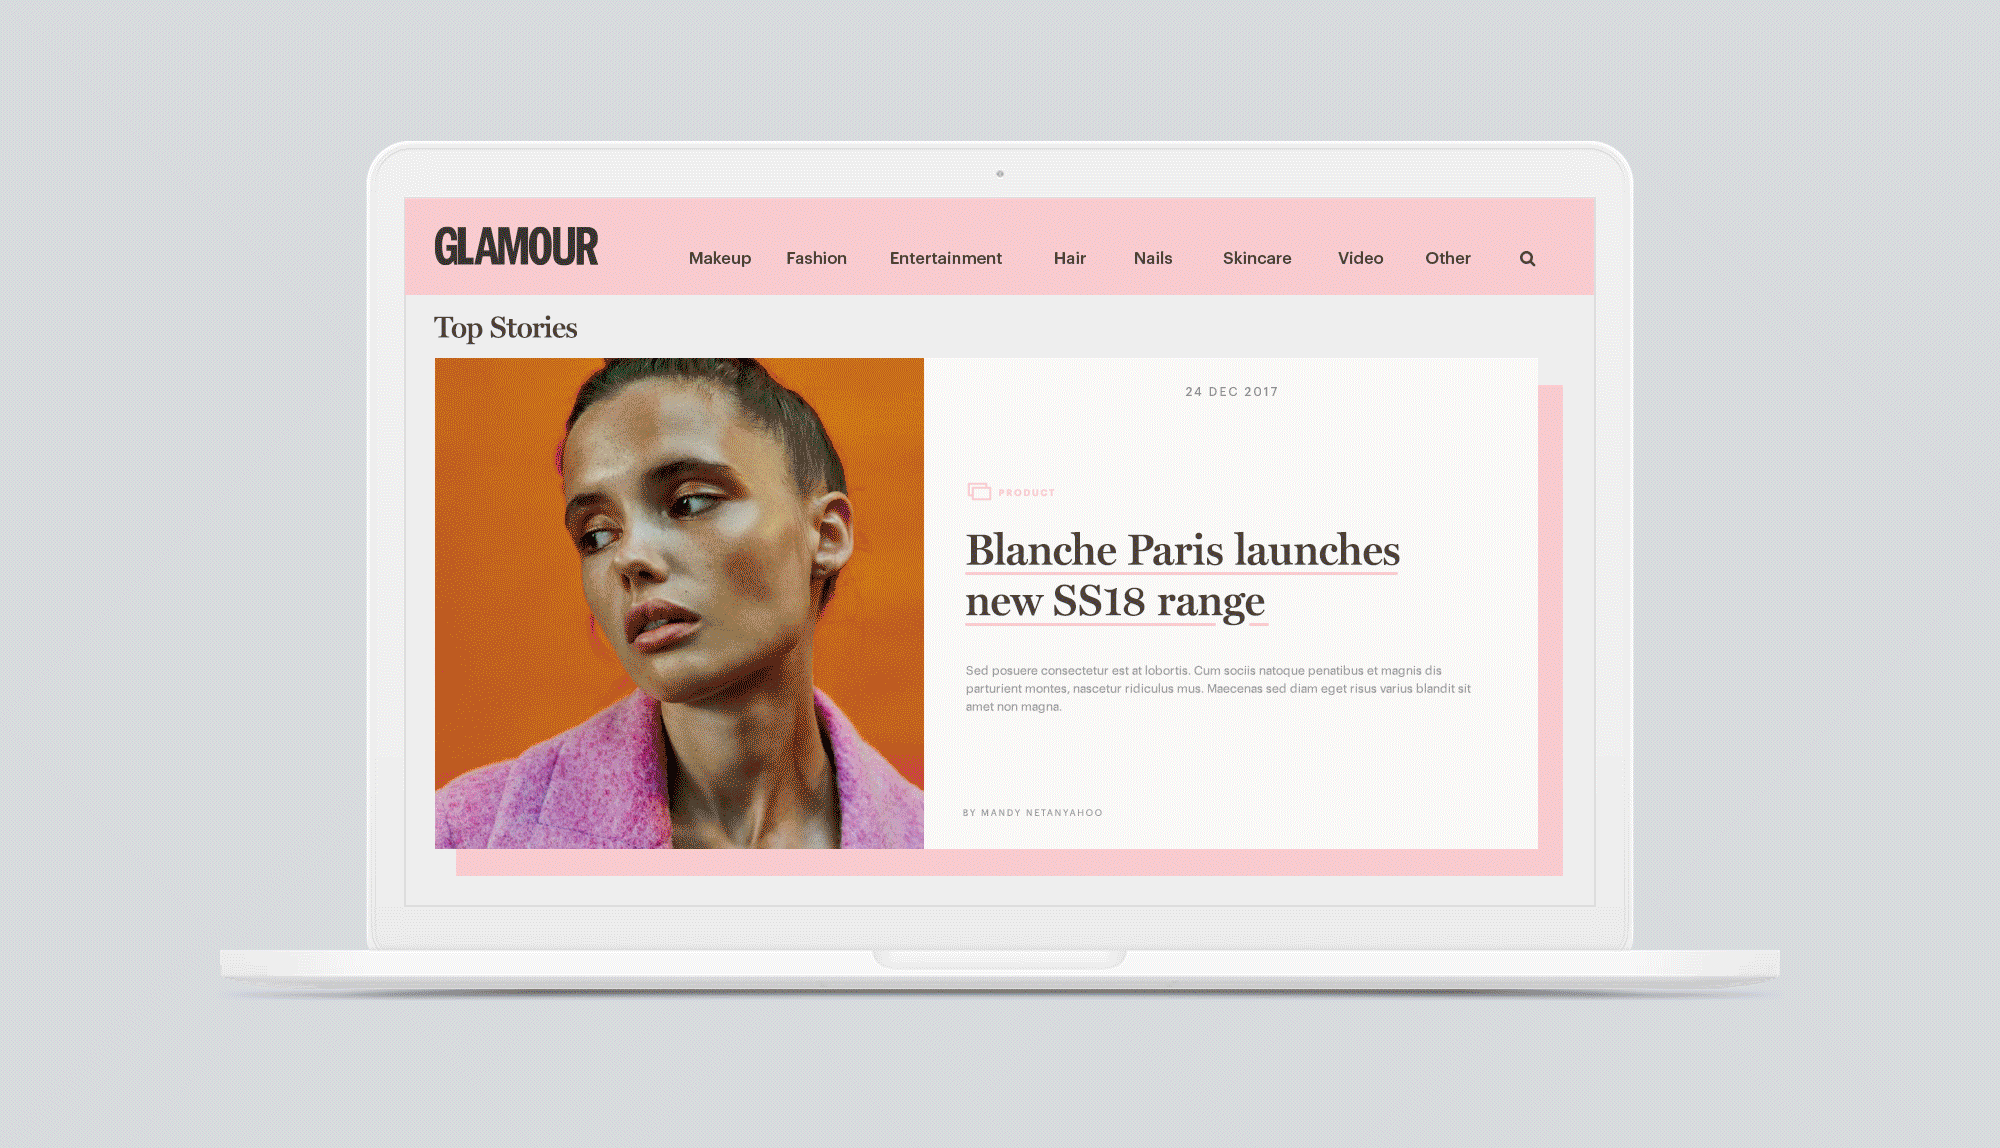 GLAMOUR
Makeup Fashion Entertainment Hair Nails Skincare Video Other
Top Stories
24 DEC 2017
PRODUCT
Blanche Paris launches
new SS18 range
Sed posuere consectetur est at lobortis. Cum sociis natoque penatibus et magnis dis
parturient montes, nascetur ridiculus mus. Maecenas sed diam eget risus varius blandit sit
amet non magna.
BY MANDY NETANYAHOO